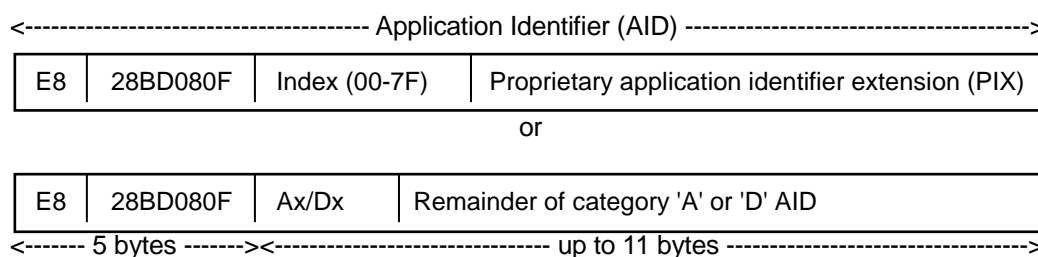 <----------------------------------- Application Identifier (AID) ----------------------------------->
E8 28BD080F Index (00-7F) Proprietary application identifier extension (PIX)
or
E8 28BD080F Ax/Dx Remainder of category 'A' or 'D' AID
<------- 5 bytes -------><---------------------------- up to 11 bytes ------------------------------->